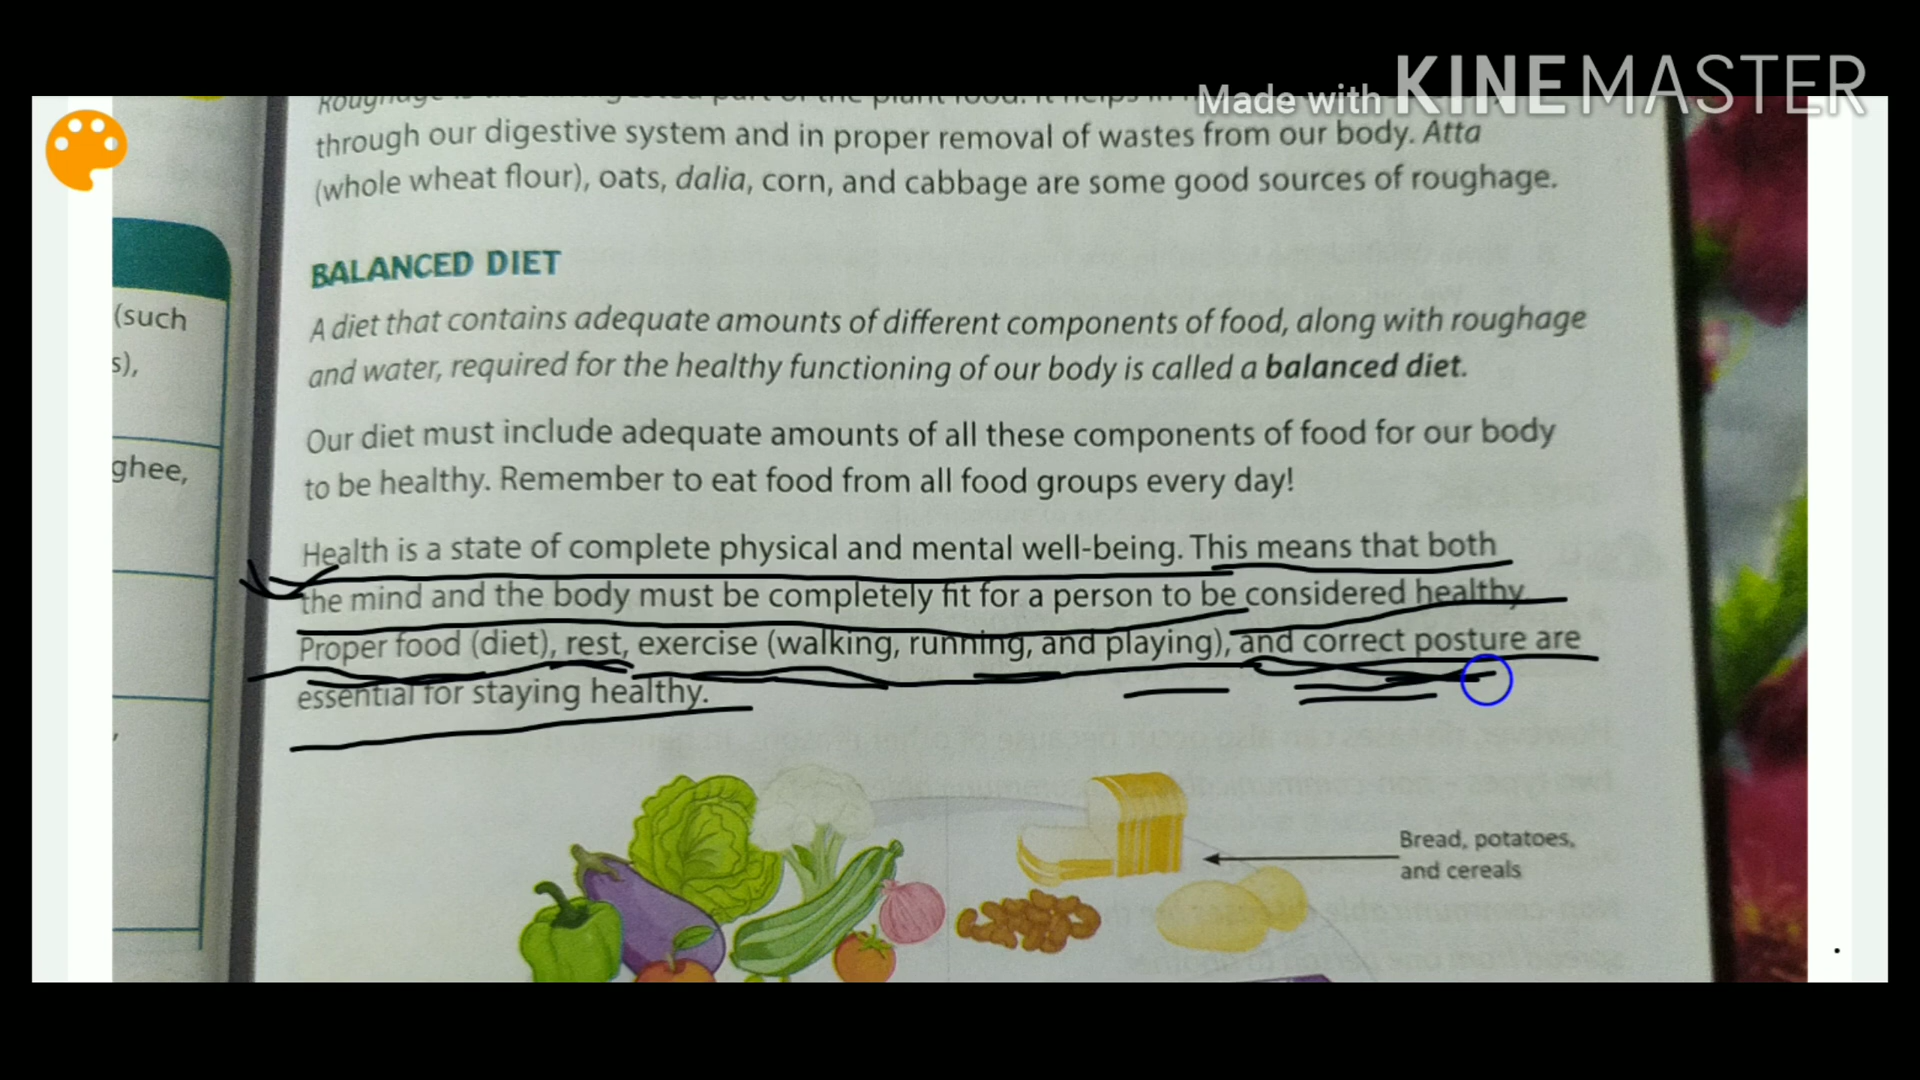 Made with KINEMASTER
through our digestive system and in proper removal of wastes from our body. Atta
(whole wheat flour), oats, dalia, corn, and cabbage are some good sources of roughage.
BALANCED DIET
A diet that contains adequate amounts of different components of food, along with roughage
and water, required for the healthy functioning of our body is called a balanced diet.
Our diet must include adequate amounts of all these components of food for our body
to be healthy. Remember to eat food from all food groups every day!
Health is a state of complete physical and mental well-being. This means that both
the mind and the body must be completely fit for a person to be considered healthy.
Proper food (diet), rest, exercise (walking, running, and playing), and correct posture are
essential for staying healthy.
Bread, potatoes,
and cereals
(such
s),
ghee,